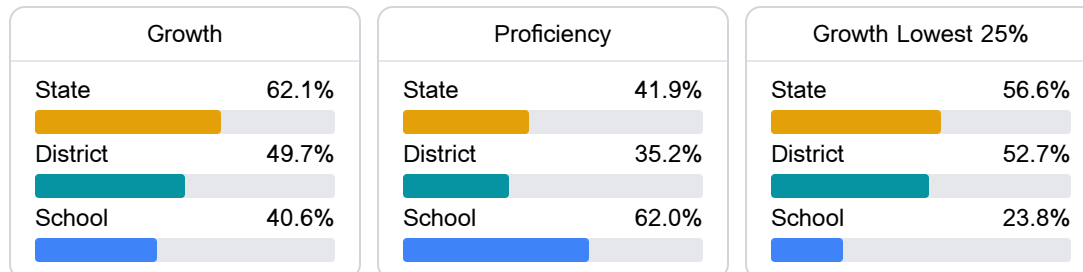 Growth
State 62.1%
District 49.7%
School 40.6%
Proficiency
State 41.9%
District 35.2%
School 62.0%
Growth Lowest 25%
State 56.6%
District 52.7%
School 23.8%